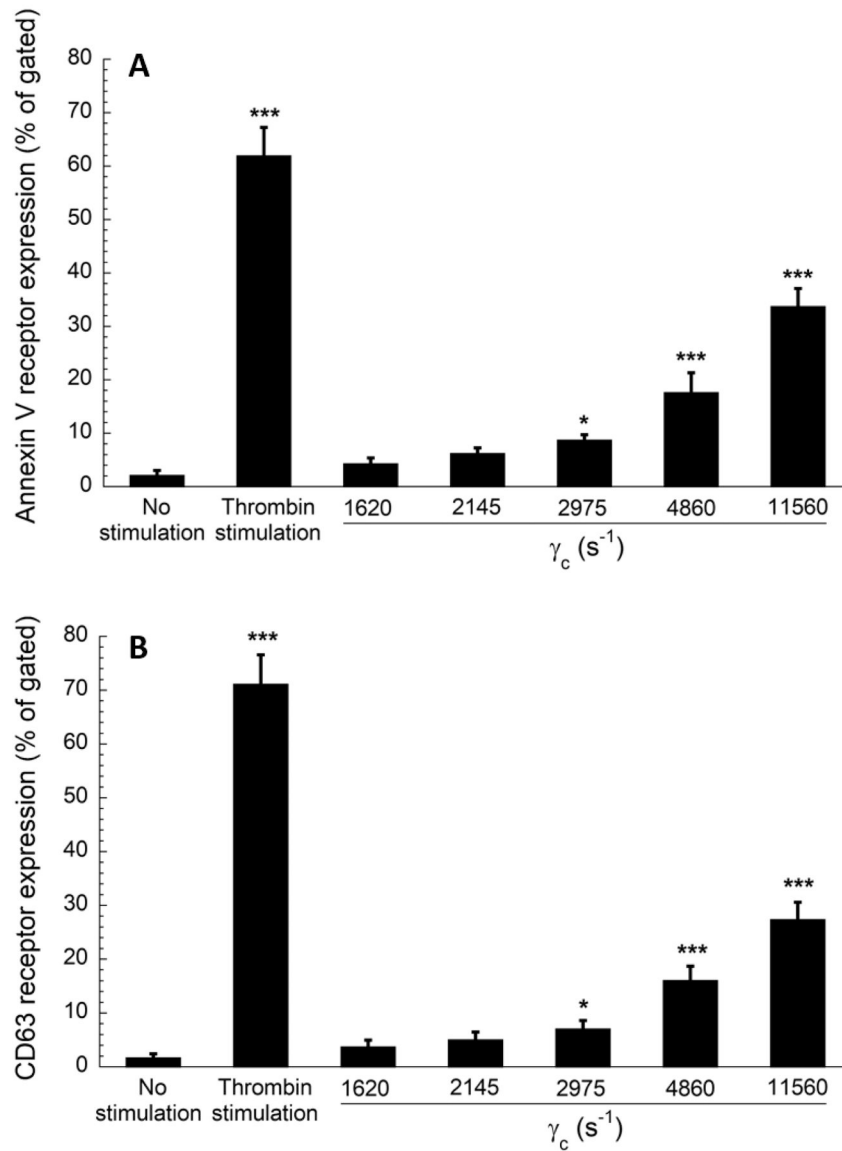 A
Annexin V receptor expression (% of gated)
80
70
60
50
40
30
20
10
0
***
*
***
***
No stimulation
Thrombin stimulation
1620 2145 2975 4860 11560
γc (s-1)
B
CD63 receptor expression (% of gated)
80
70
60
50
40
30
20
10
0
***
*
***
***
No stimulation
Thrombin stimulation
1620 2145 2975 4860 11560
γc (s-1)